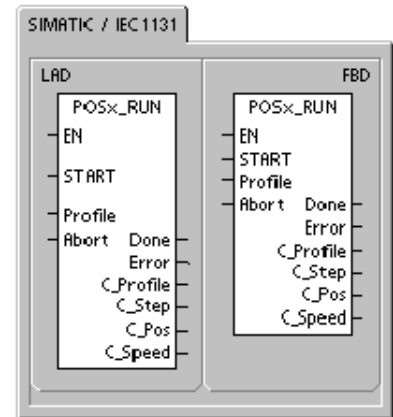 SIMATIC / IEC1131
LAD
POSx_RUN
EN
START
Profile
Abort Done
Error
C_Profile
C_Step
C_Pos
C_Speed
FBD
POSx_RUN
EN
START
Profile
Abort Done
Error
C_Profile
C_Step
C_Pos
C_Speed